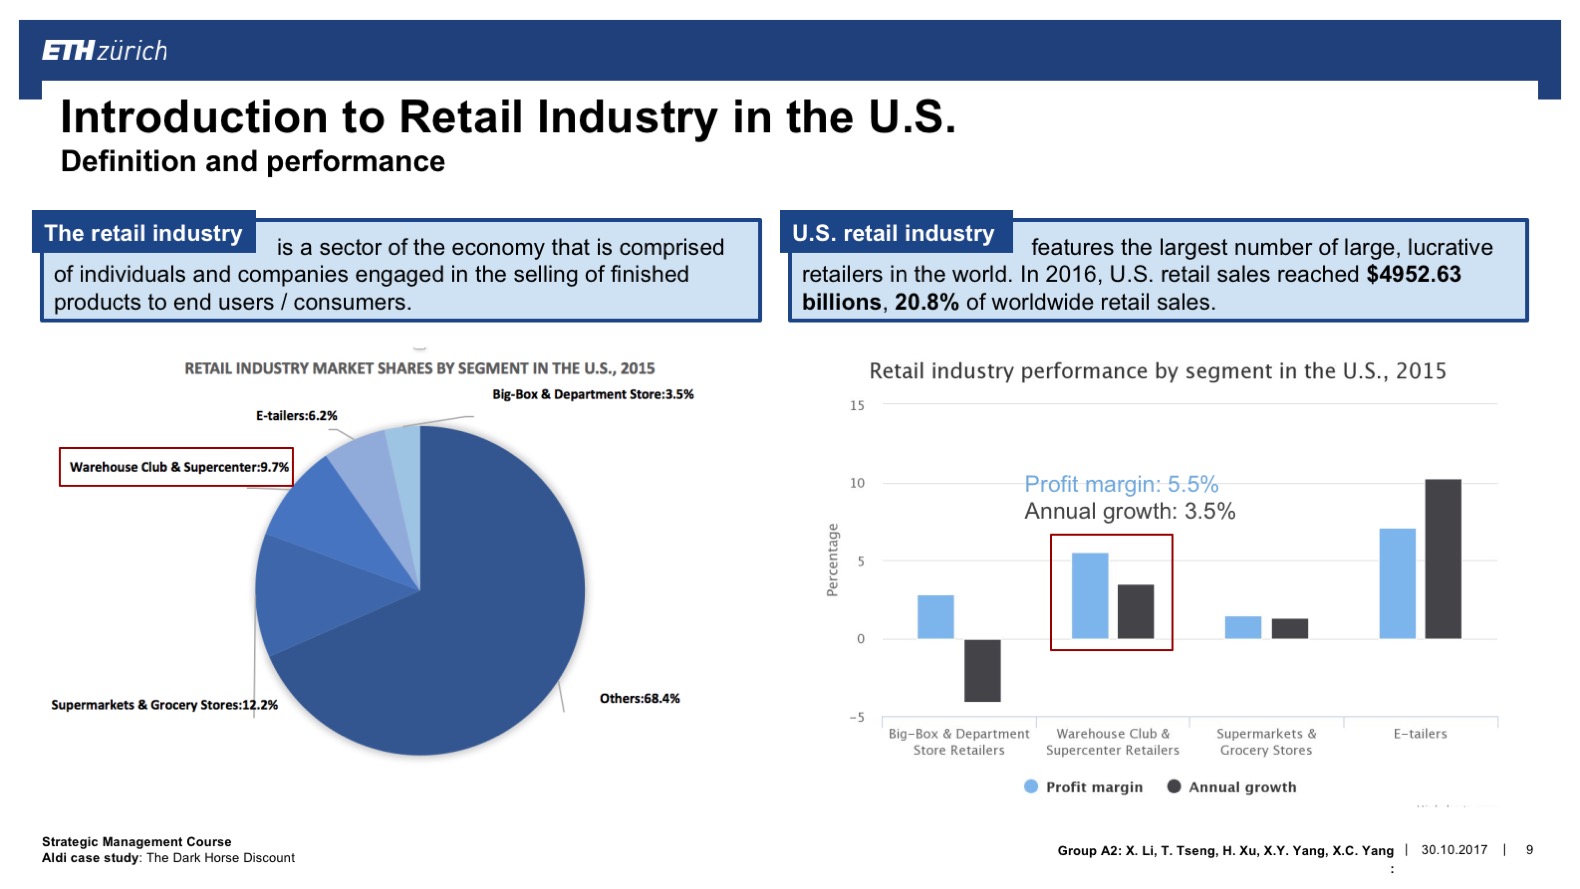 ETH zürich
Introduction to Retail Industry in the U.S.
Definition and performance
The retail industry
is a sector of the economy that is comprised
of individuals and companies engaged in the selling of finished
products to end users / consumers.
U.S. retail industry
features the largest number of large, lucrative
retailers in the world. In 2016, U.S. retail sales reached $4952.63
billions, 20.8% of worldwide retail sales.
RETAIL INDUSTRY MARKET SHARES BY SEGMENT IN THE U.S., 2015
Big-Box & Department Store:3.5%
E-tailers:6.2%
Warehouse Club & Supercenter:9.7%
Supermarkets & Grocery Stores:12.2%
Others:68.4%
Retail industry performance by segment in the U.S., 2015
15
10
5
0
-5
Percentage
Profit margin: 5.5%
Annual growth: 3.5%
Big-Box & Department
Store Retailers
Warehouse Club &
Supercenter Retailers
Supermarkets &
Grocery Stores
E-tailers
Profit margin
Annual growth
Strategic Management Course
Aldi case study: The Dark Horse Discount
Group A2: X. Li, T. Tseng, H. Xu, X.Y. Yang, X.C. Yang | 30.10.2017 | 9
: